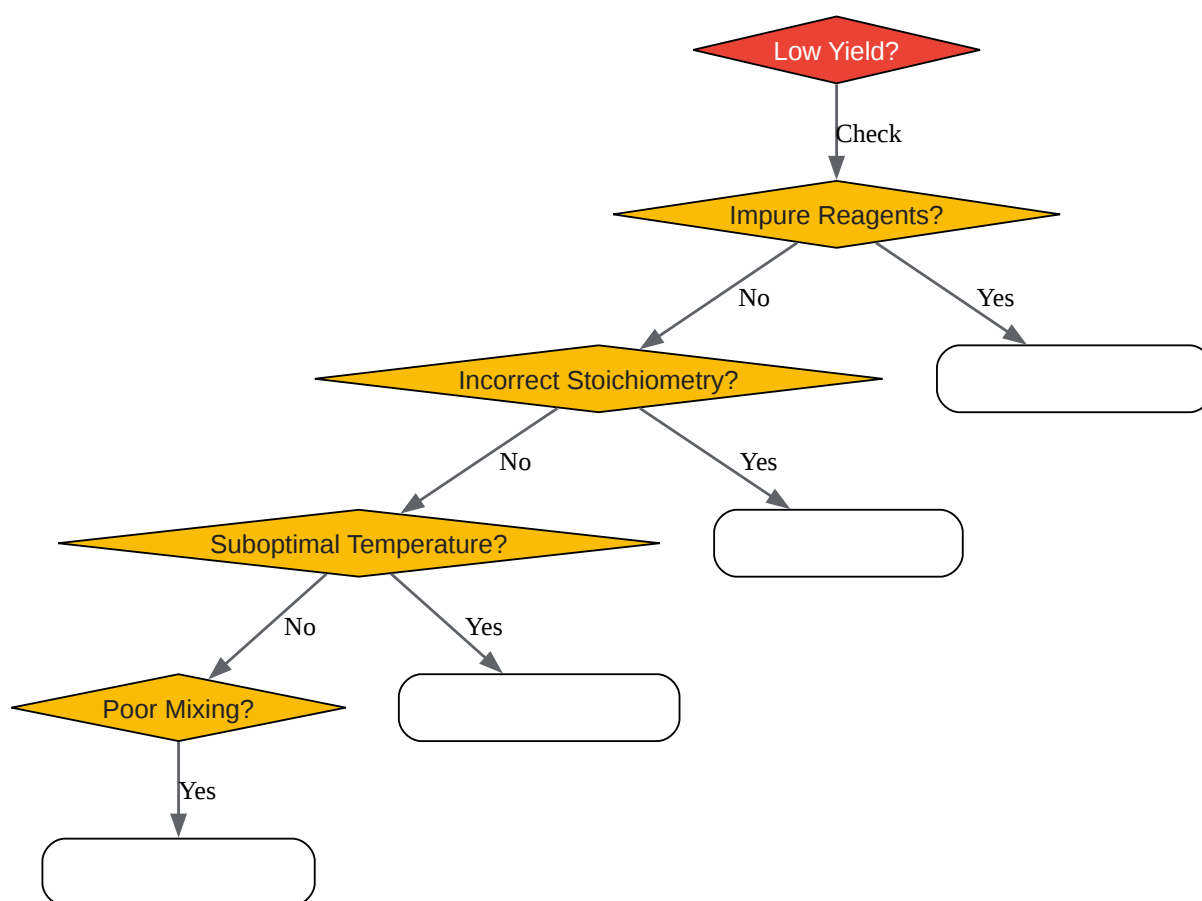 Low Yield?
Check
Impure Reagents?
No
Yes
Incorrect Stoichiometry?
No
Yes
Suboptimal Temperature?
No
Yes
Poor Mixing?
Yes